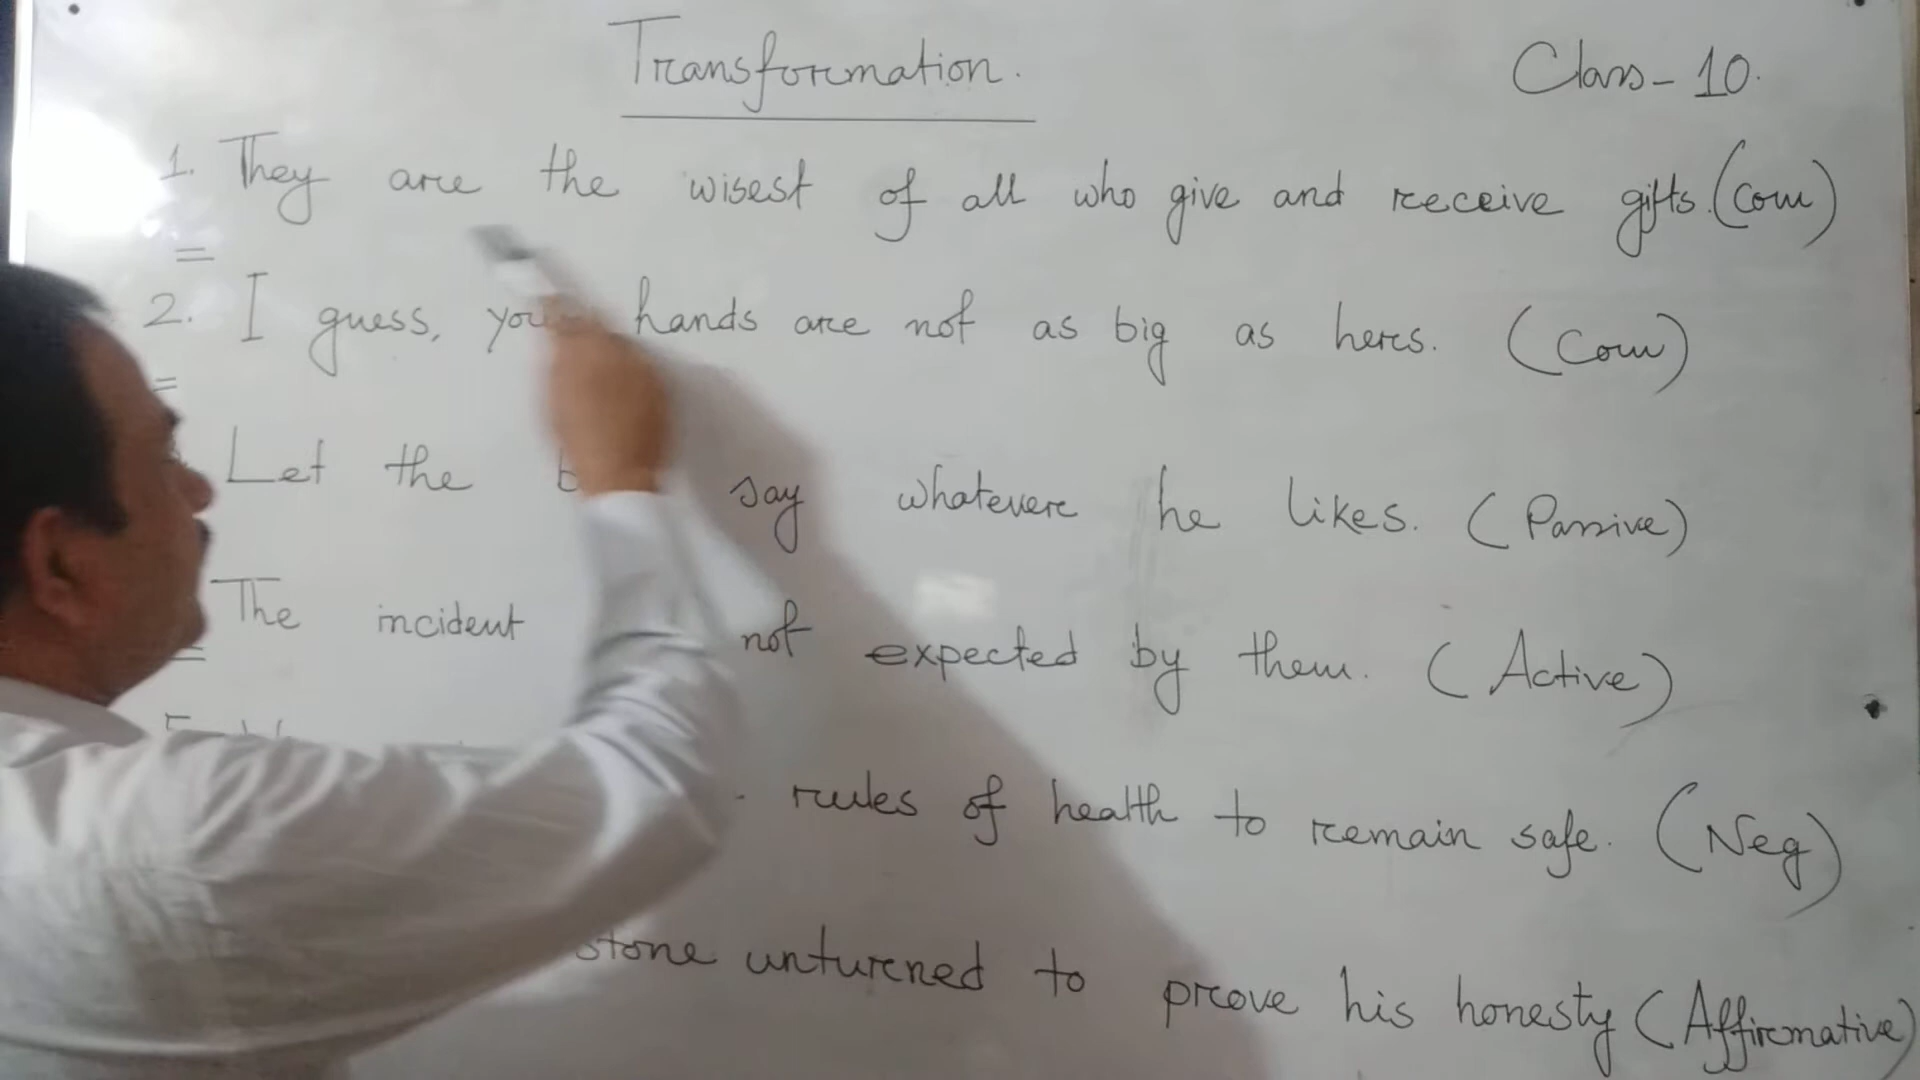 Transformation.
Class-10.
1. They are the wisest of all who give and receive gifts. (Com)
=
2. I guess, your hands are not as big as hers. (Com)
=
Let the say whatever he likes. (Passive)
The incident not expected by them. (Active)
=
rules of health to remain safe. (Neg)
stone unturned to prove his honesty (Affirmative)